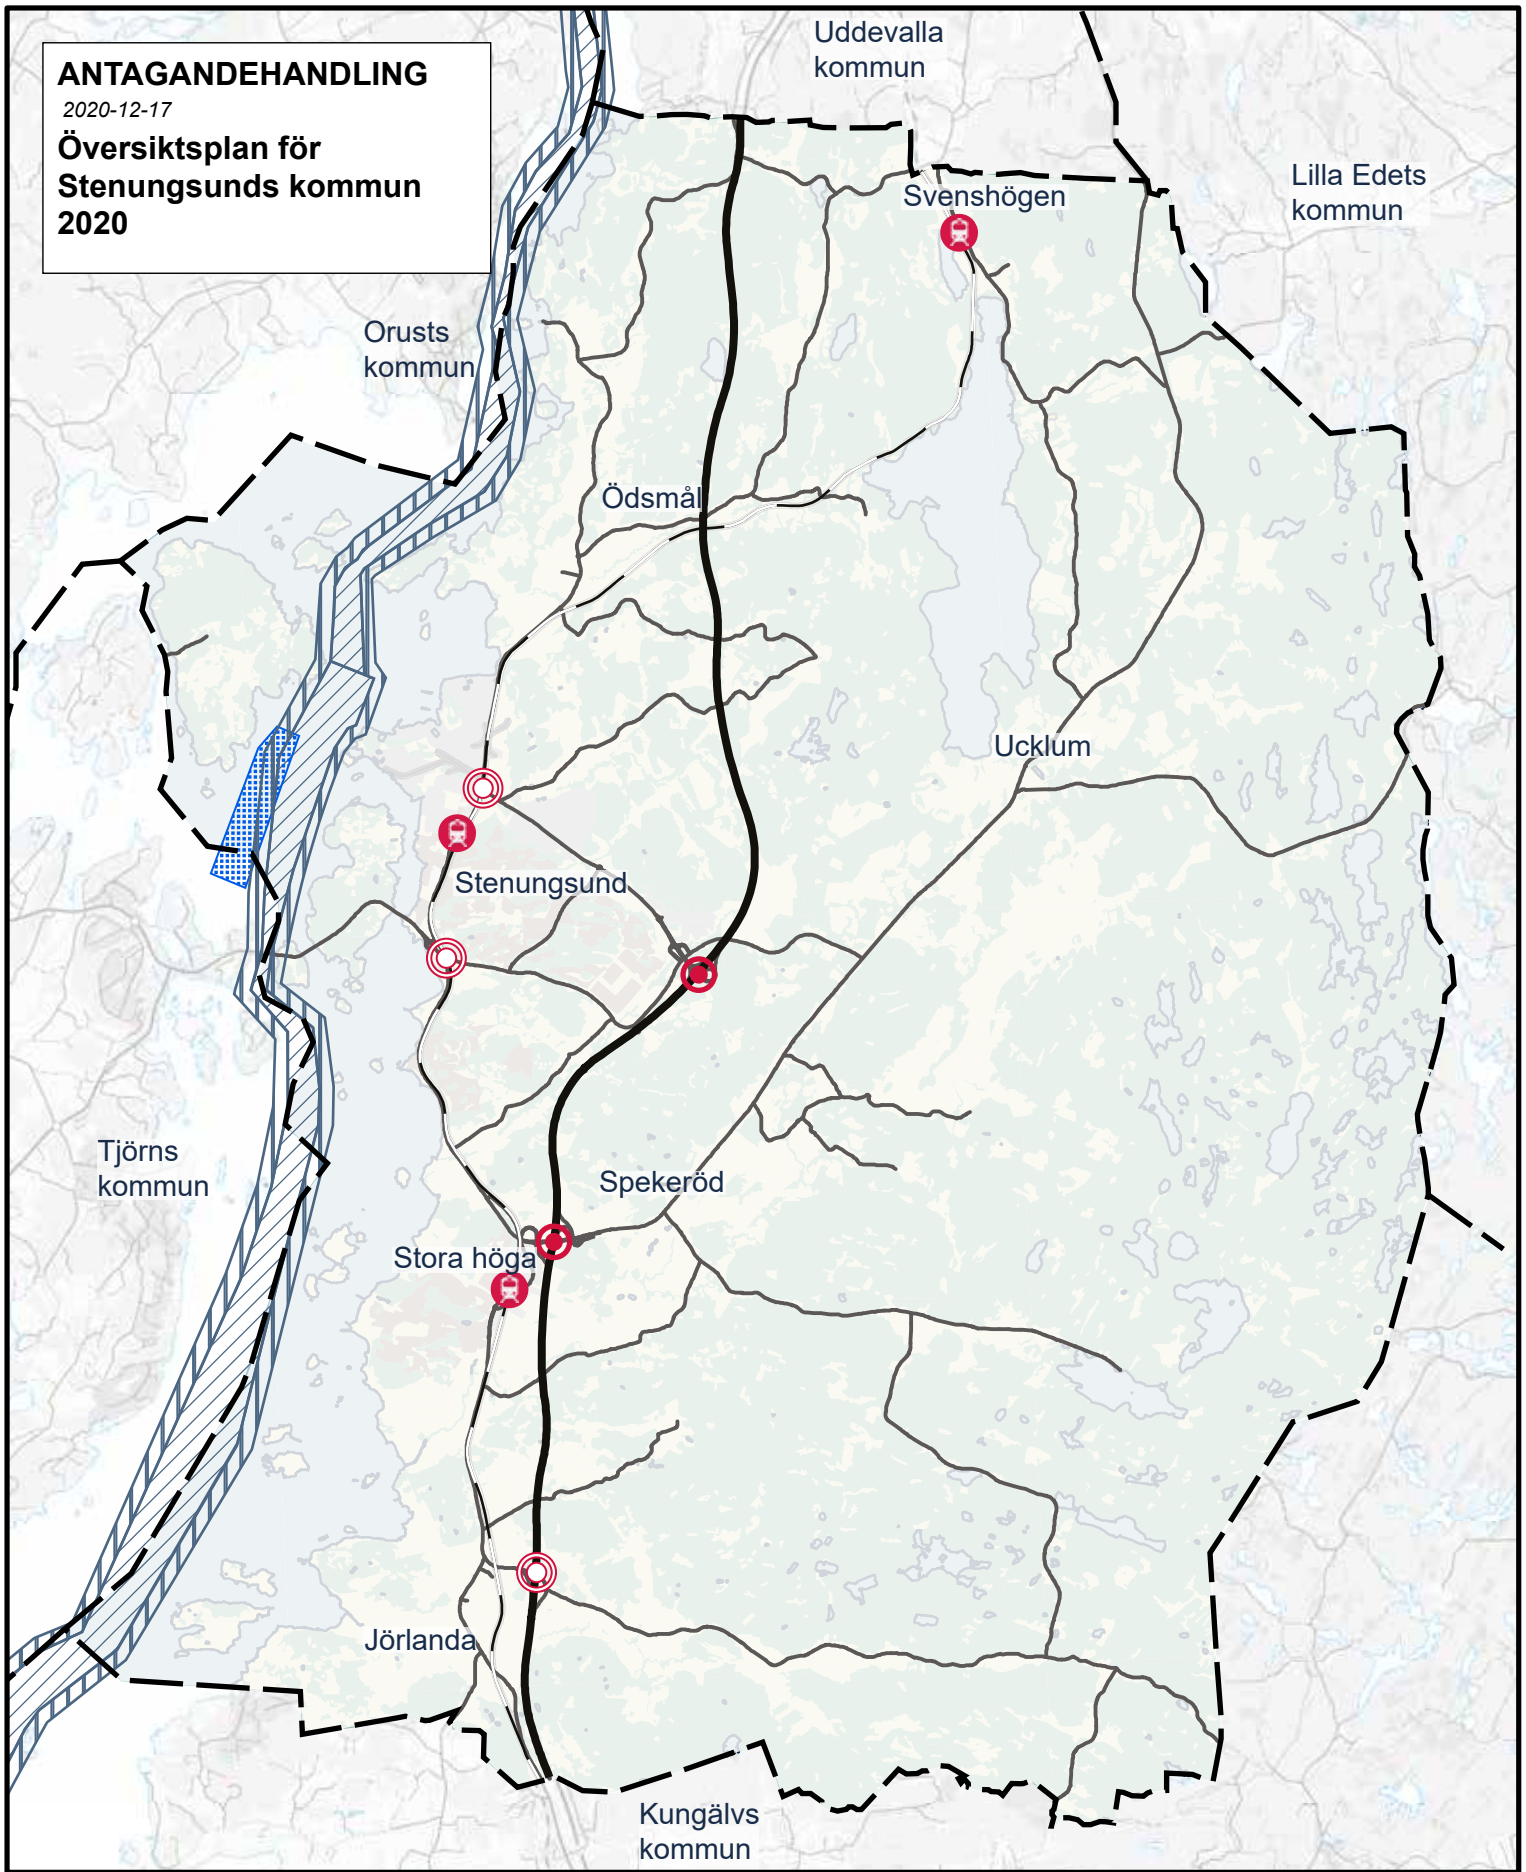 ANTAGANDEHANDLING
2020-12-17
Översiktsplan för
Stenungsunds kommun
2020
Uddevalla
kommun
Lilla Edets
kommun
Svenshögen
Orusts
kommun
Ödsmål
Ucklum
Stenungsund
Tjörns
kommun
Spekeröd
Stora höga
Jörlanda
Kungälvs
kommun